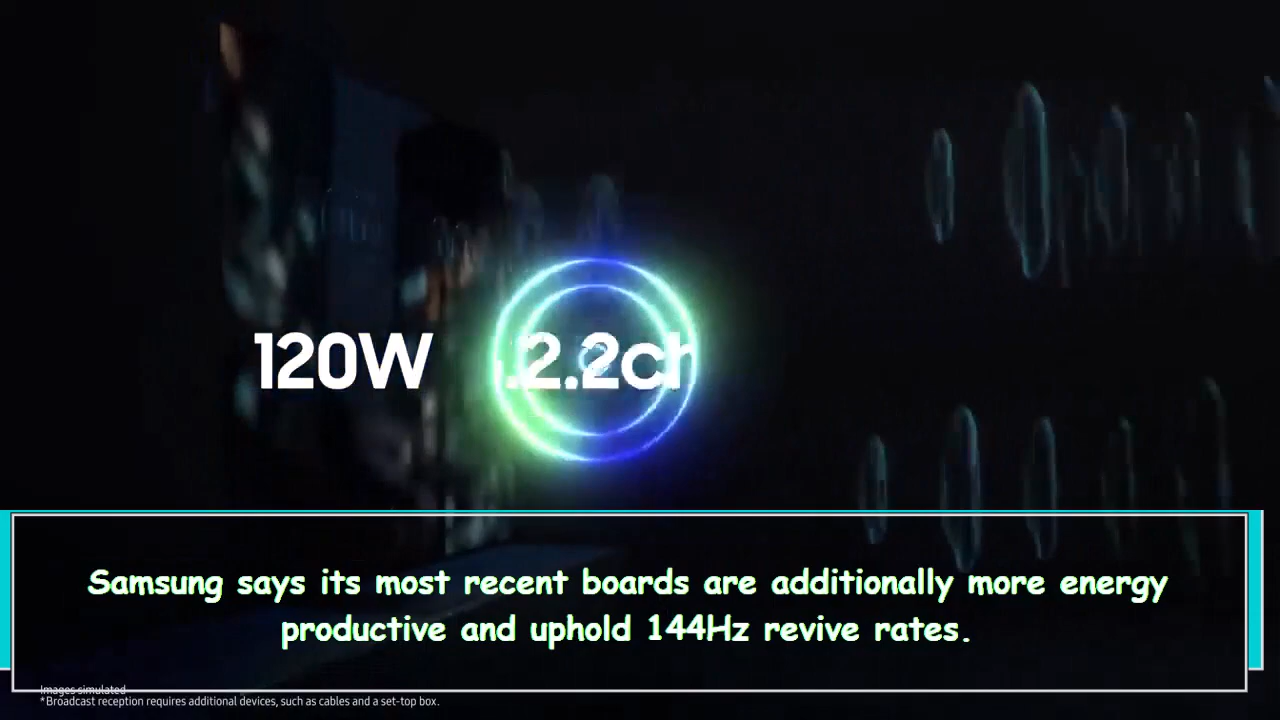 120W .2.2ch
Samsung says its most recent boards are additionally more energy
productive and uphold 144Hz revive rates.
Images simulated
*Broadcast reception requires additional devices, such as cables and a set-top box.